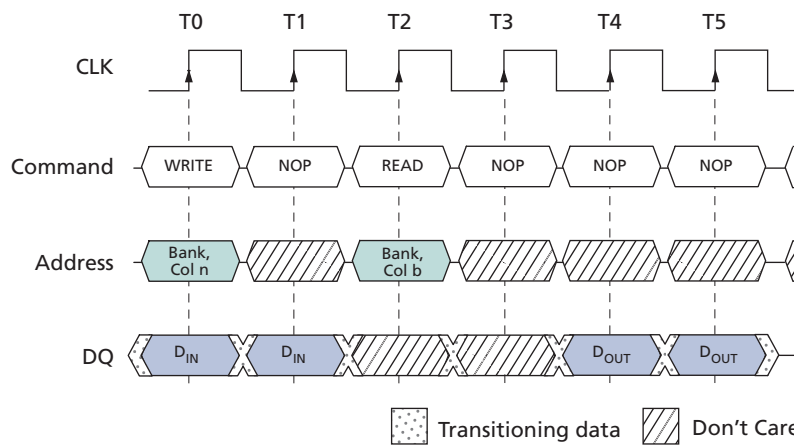 T0 T1 T2 T3 T4 T5
CLK
Command WRITE NOP READ NOP NOP NOP
Address Bank, Col n Bank, Col b
DQ DIN DIN DOUT DOUT
Transitioning data Don't Care